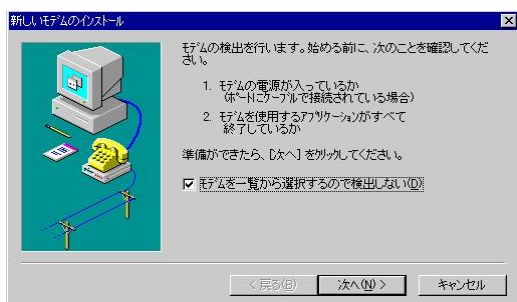 新しいモデムのインストール
モデムの検出を行います。始める前に、次のことを確認してくだ
さい。
1. モデムの電源が入っているか
(ポートにケーブルで接続されている場合)
2. モデムを使用するアプリケーションがすべて
終了しているか
準備ができたら、[次へ] をクリックしてください。
モデムを一覧から選択するので検出しない(D)
< 戻る(B)
次へ(N) >
キャンセル